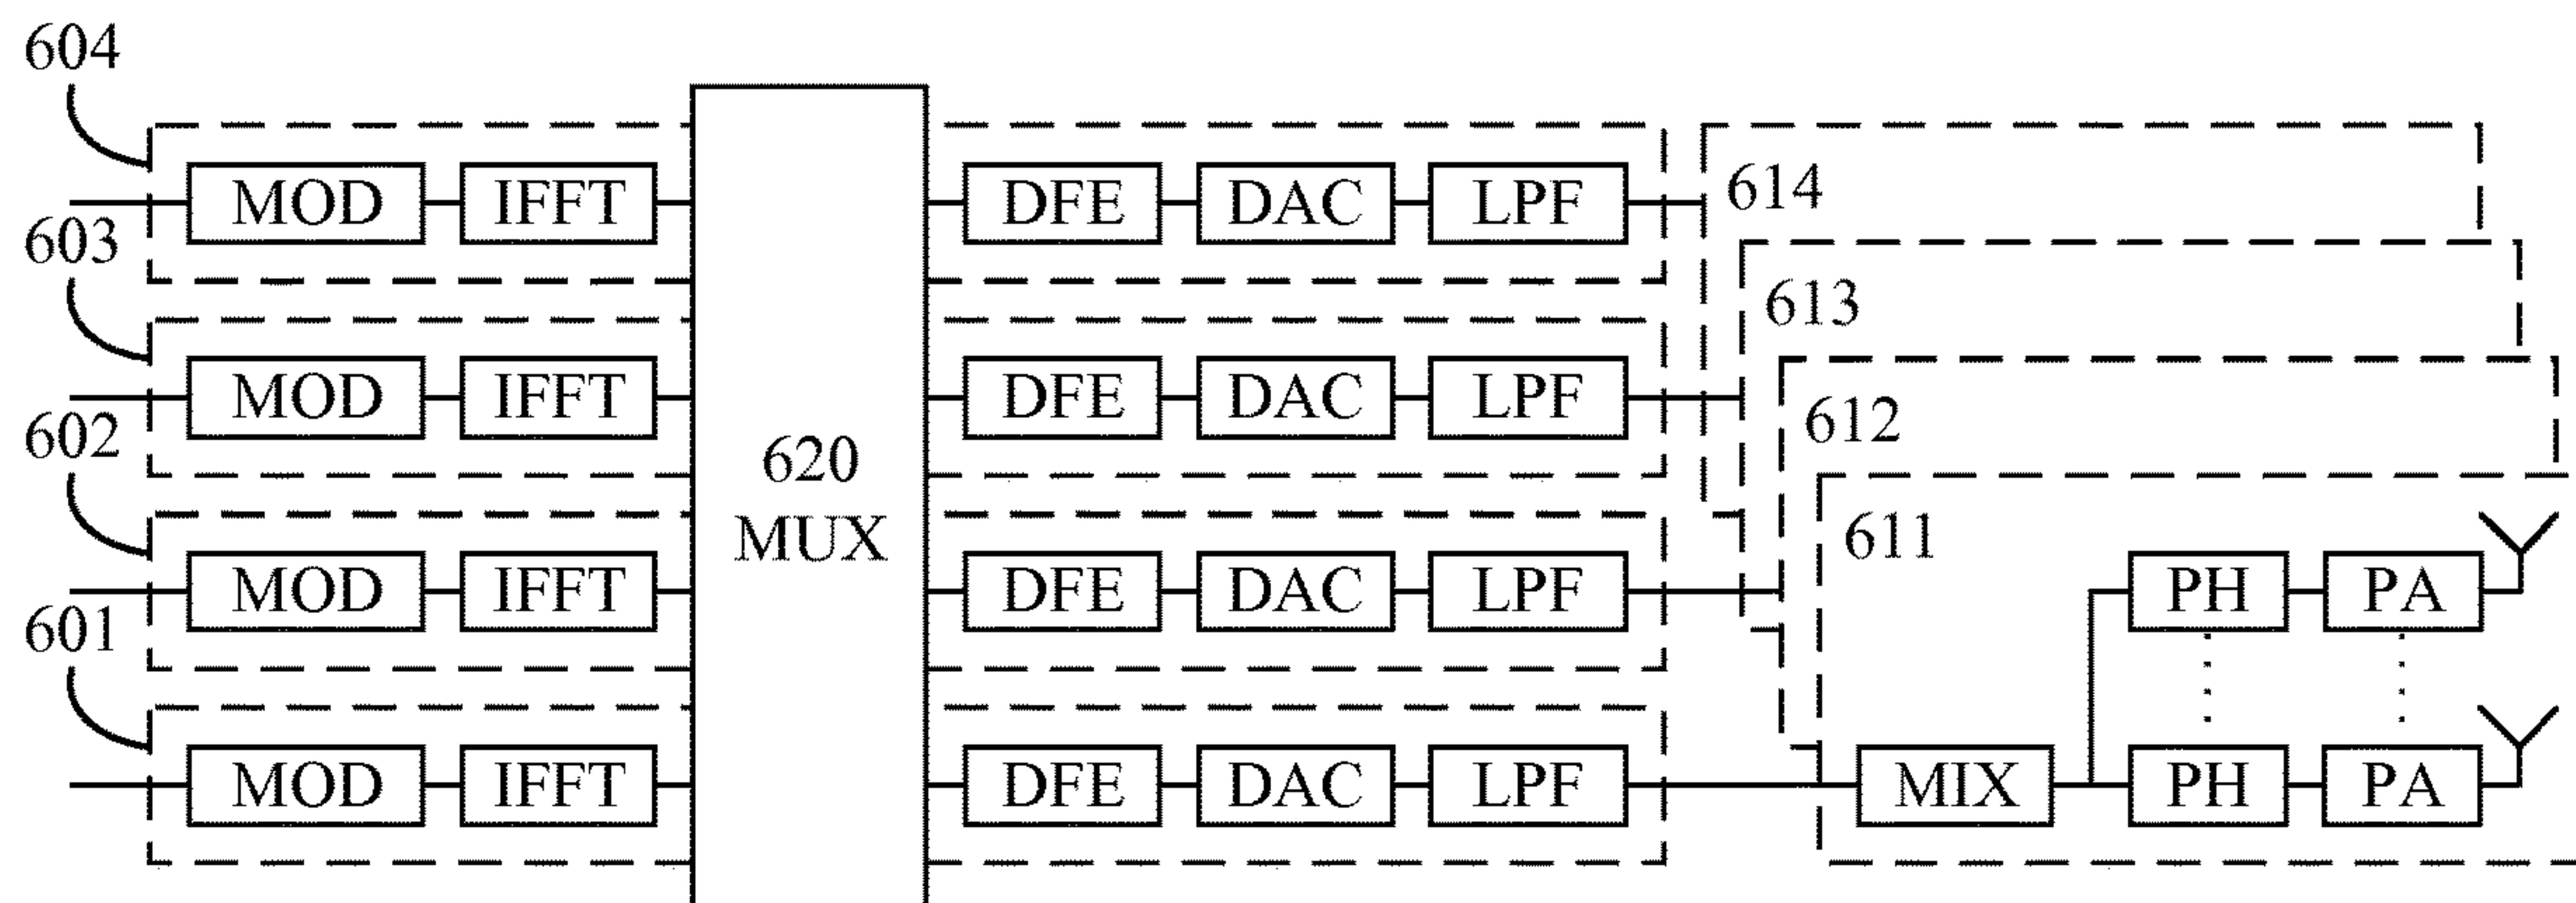 604
MOD IFFT DFE DAC LPF 614
603
613
MOD IFFT DFE DAC LPF
602
612
620
MUX
611
MOD IFFT DFE DAC LPF PH PA
601
MOD IFFT DFE DAC LPF MIX PH PA